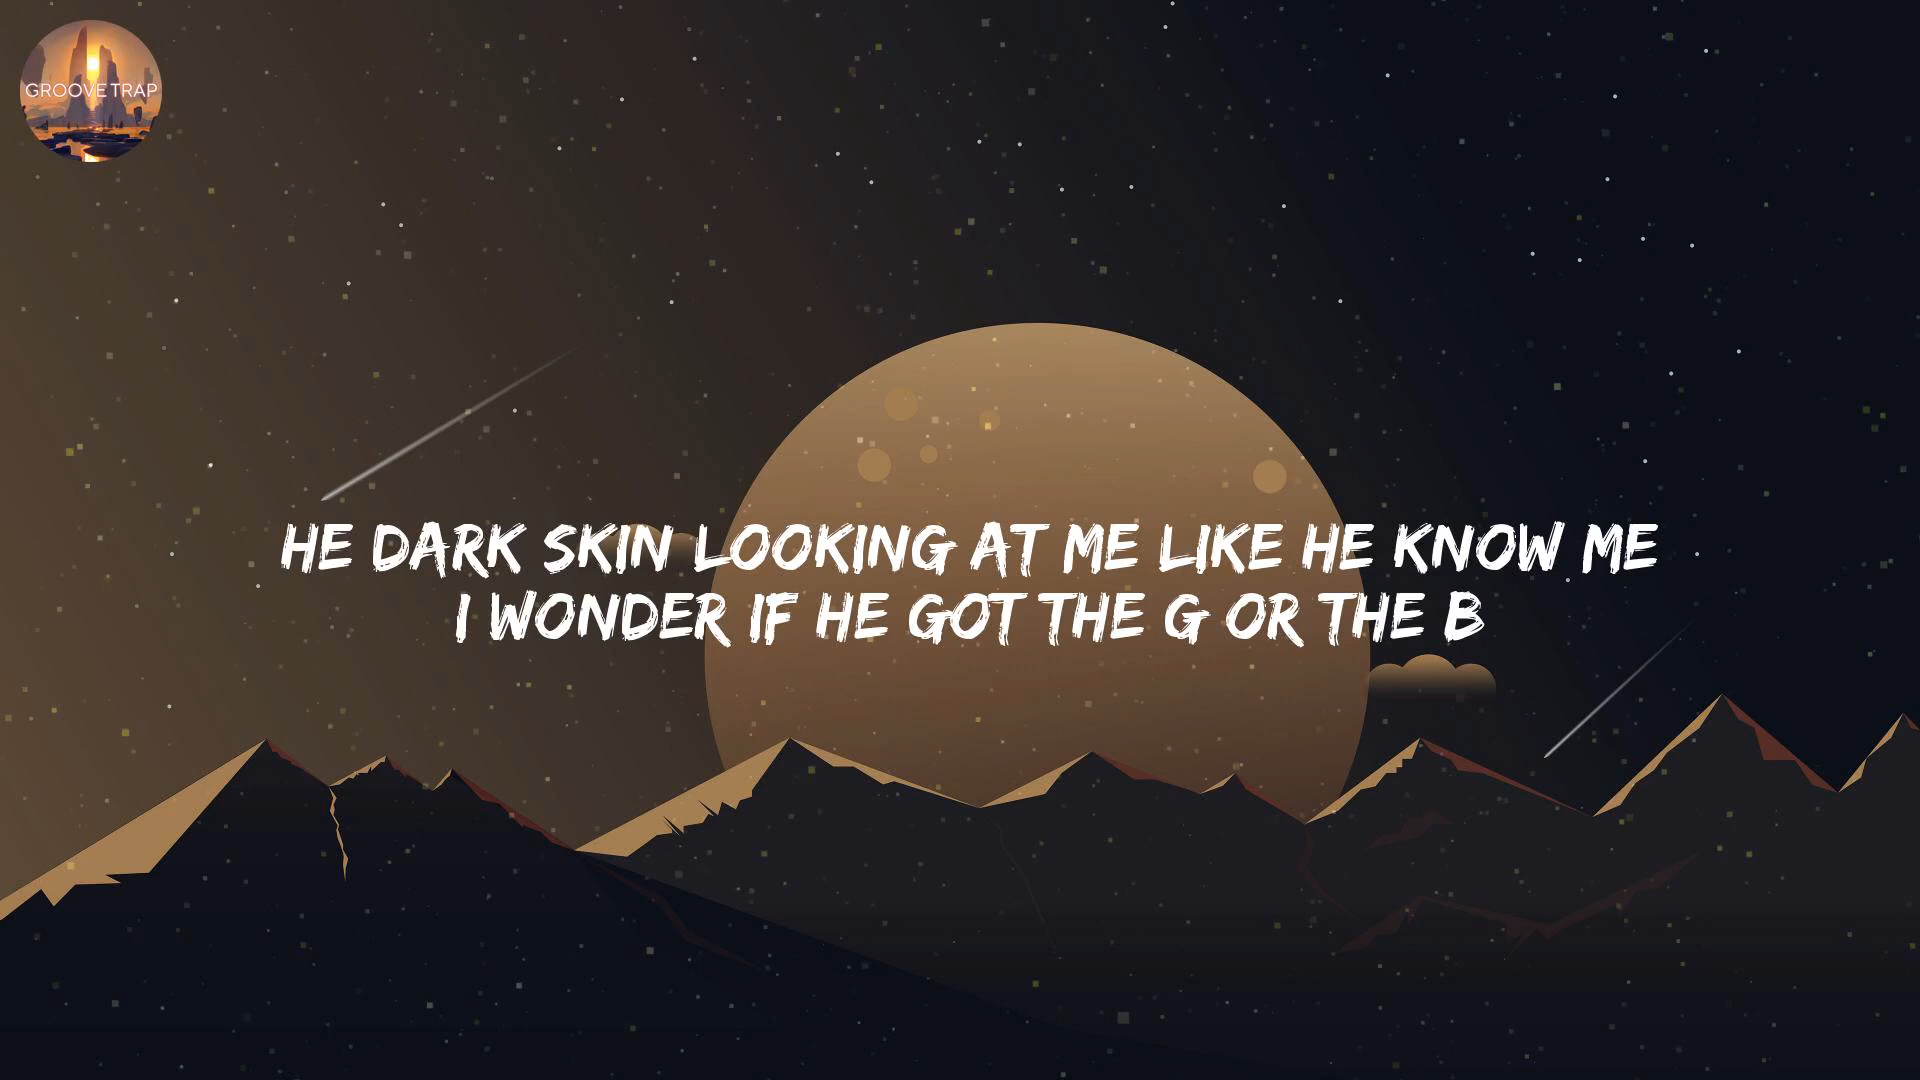 GROOVE TRAP
HE DARK SKIN LOOKING AT ME LIKE HE KNOW ME
I WONDER IF HE GOT THE G OR THE B